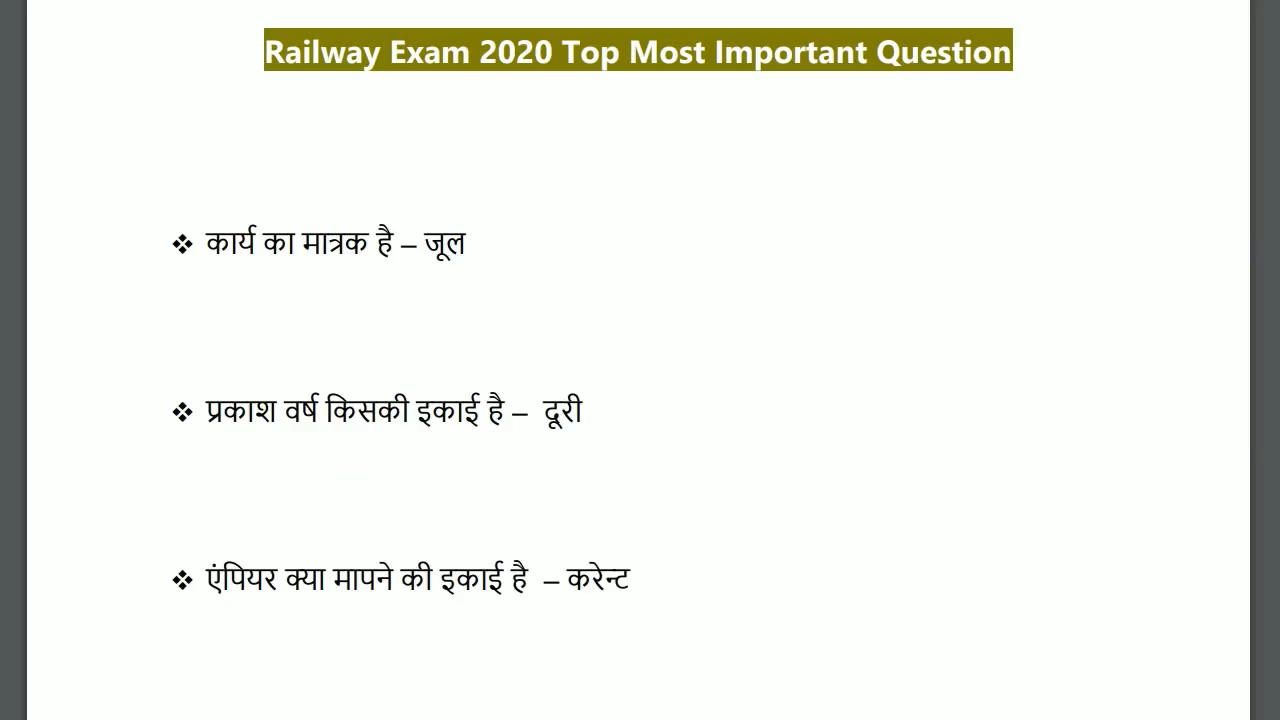 Railway Exam 2020 Top Most Important Question
❖ कार्य का मात्रक है – जूल
❖ प्रकाश वर्ष किसकी इकाई है – दूरी
❖ एंपियर क्या मापने की इकाई है – करेन्ट